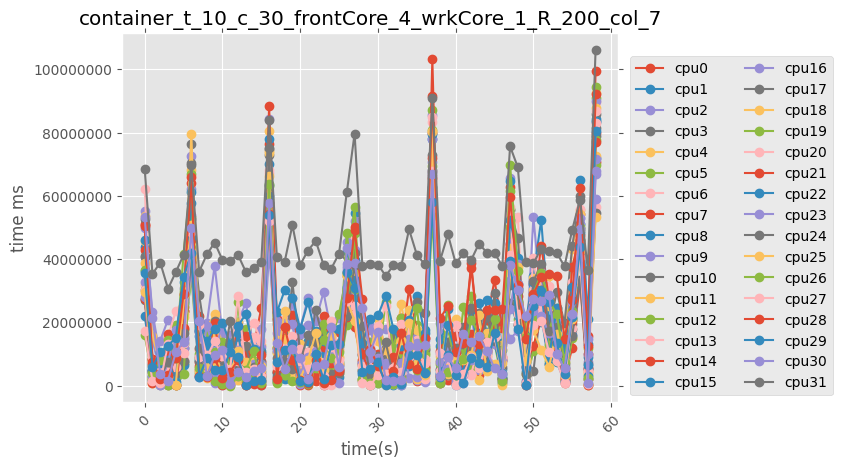 container_t_10_c_30_frontCore_4_wrkCore_1_R_200_col_7
time ms
100000000
80000000
60000000
40000000
20000000
0
0
10
20
30
40
50
60
time(s)
cpu0
cpu1
cpu2
cpu3
cpu4
cpu5
cpu6
cpu7
cpu8
cpu9
cpu10
cpu11
cpu12
cpu13
cpu14
cpu15
cpu16
cpu17
cpu18
cpu19
cpu20
cpu21
cpu22
cpu23
cpu24
cpu25
cpu26
cpu27
cpu28
cpu29
cpu30
cpu31